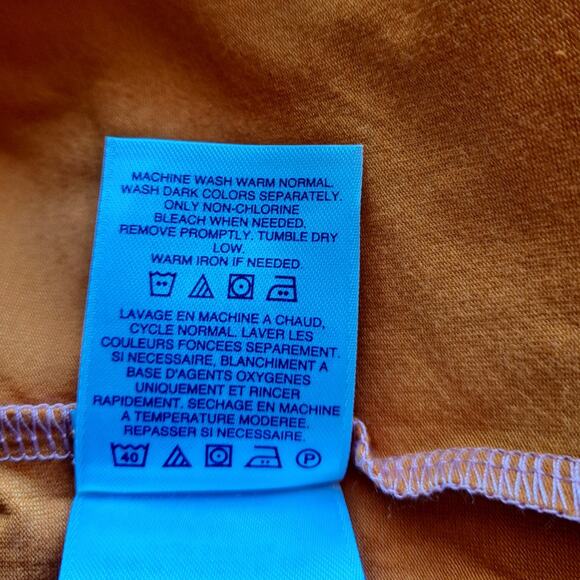 MACHINE WASH WARM NORMAL.
WASH DARK COLORS SEPARATELY.
ONLY NON-CHLORINE
BLEACH WHEN NEEDED.
REMOVE PROMPTLY. TUMBLE DRY
LOW.
WARM IRON IF NEEDED
LAVAGE EN MACHINE A CHAUD,
CYCLE NORMAL. LAVER LES
COULEURS FONCEES SEPAREMENT.
SI NECESSAIRE, BLANCHIMENT A
BASE D'AGENTS OXYGENES
UNIQUEMENT ET RINCER
RAPIDEMENT. SECHAGE EN MACHINE
A TEMPERATURE MODEREE.
REPASSER SI NECESSAIRE.
40 P